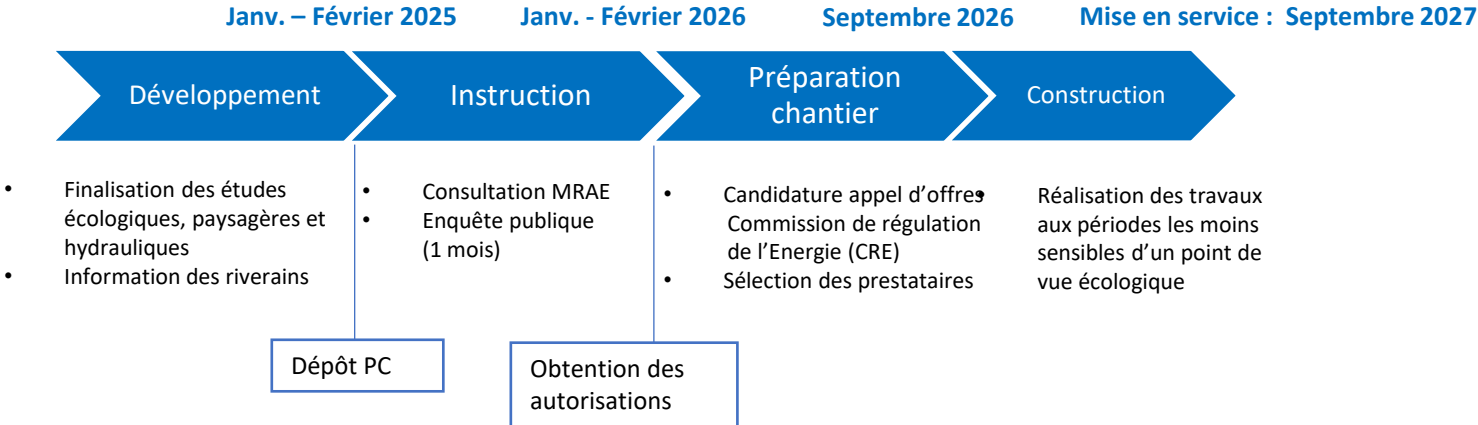 Janv. – Février 2025
Janv. - Février 2026
Septembre 2026
Mise en service : Septembre 2027
Développement
Instruction
Préparation
chantier
Construction
• Finalisation des études
écologiques, paysagères et
hydrauliques
• Information des riverains
• Consultation MRAE
• Enquête publique
(1 mois)
• Candidature appel d’offres
Commission de régulation
de l’Energie (CRE)
• Sélection des prestataires
• Réalisation des travaux
aux périodes les moins
sensibles d’un point de
vue écologique
Dépôt PC
Obtention des
autorisations